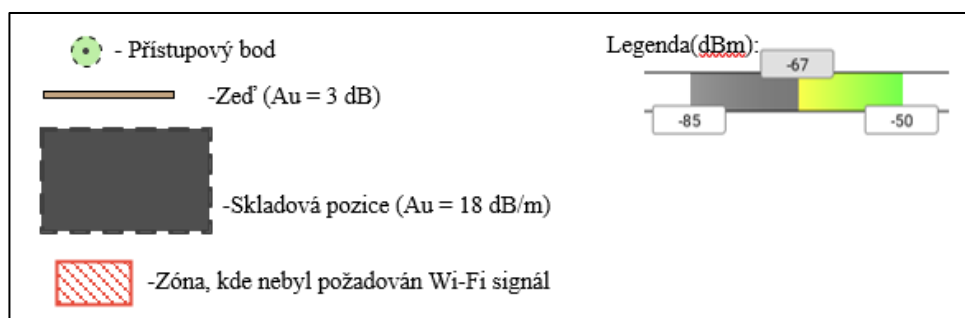 - Přístupový bod
-Zeď (Au = 3 dB)
-Skladová pozice (Au = 18 dB/m)
-Zóna, kde nebyl požadován Wi-Fi signál
Legenda(dBm):
-67
-85
-50